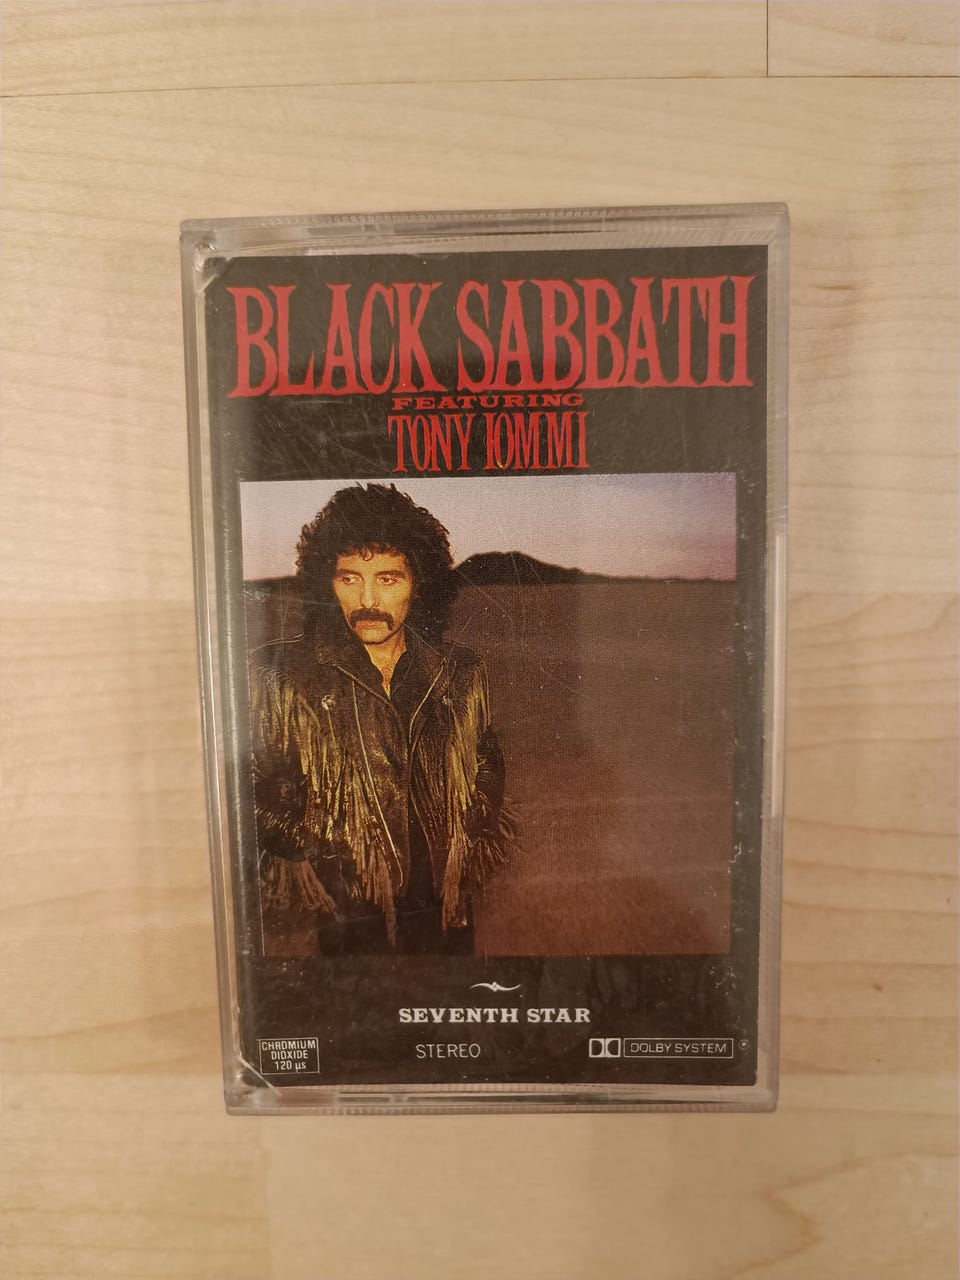 BLACK SABBATH
FEATURING
TONY IOMMI
SEVENTH STAR
CHROMIUM
DIOXIDE
120 µs
STEREO
DOLBY SYSTEM ®